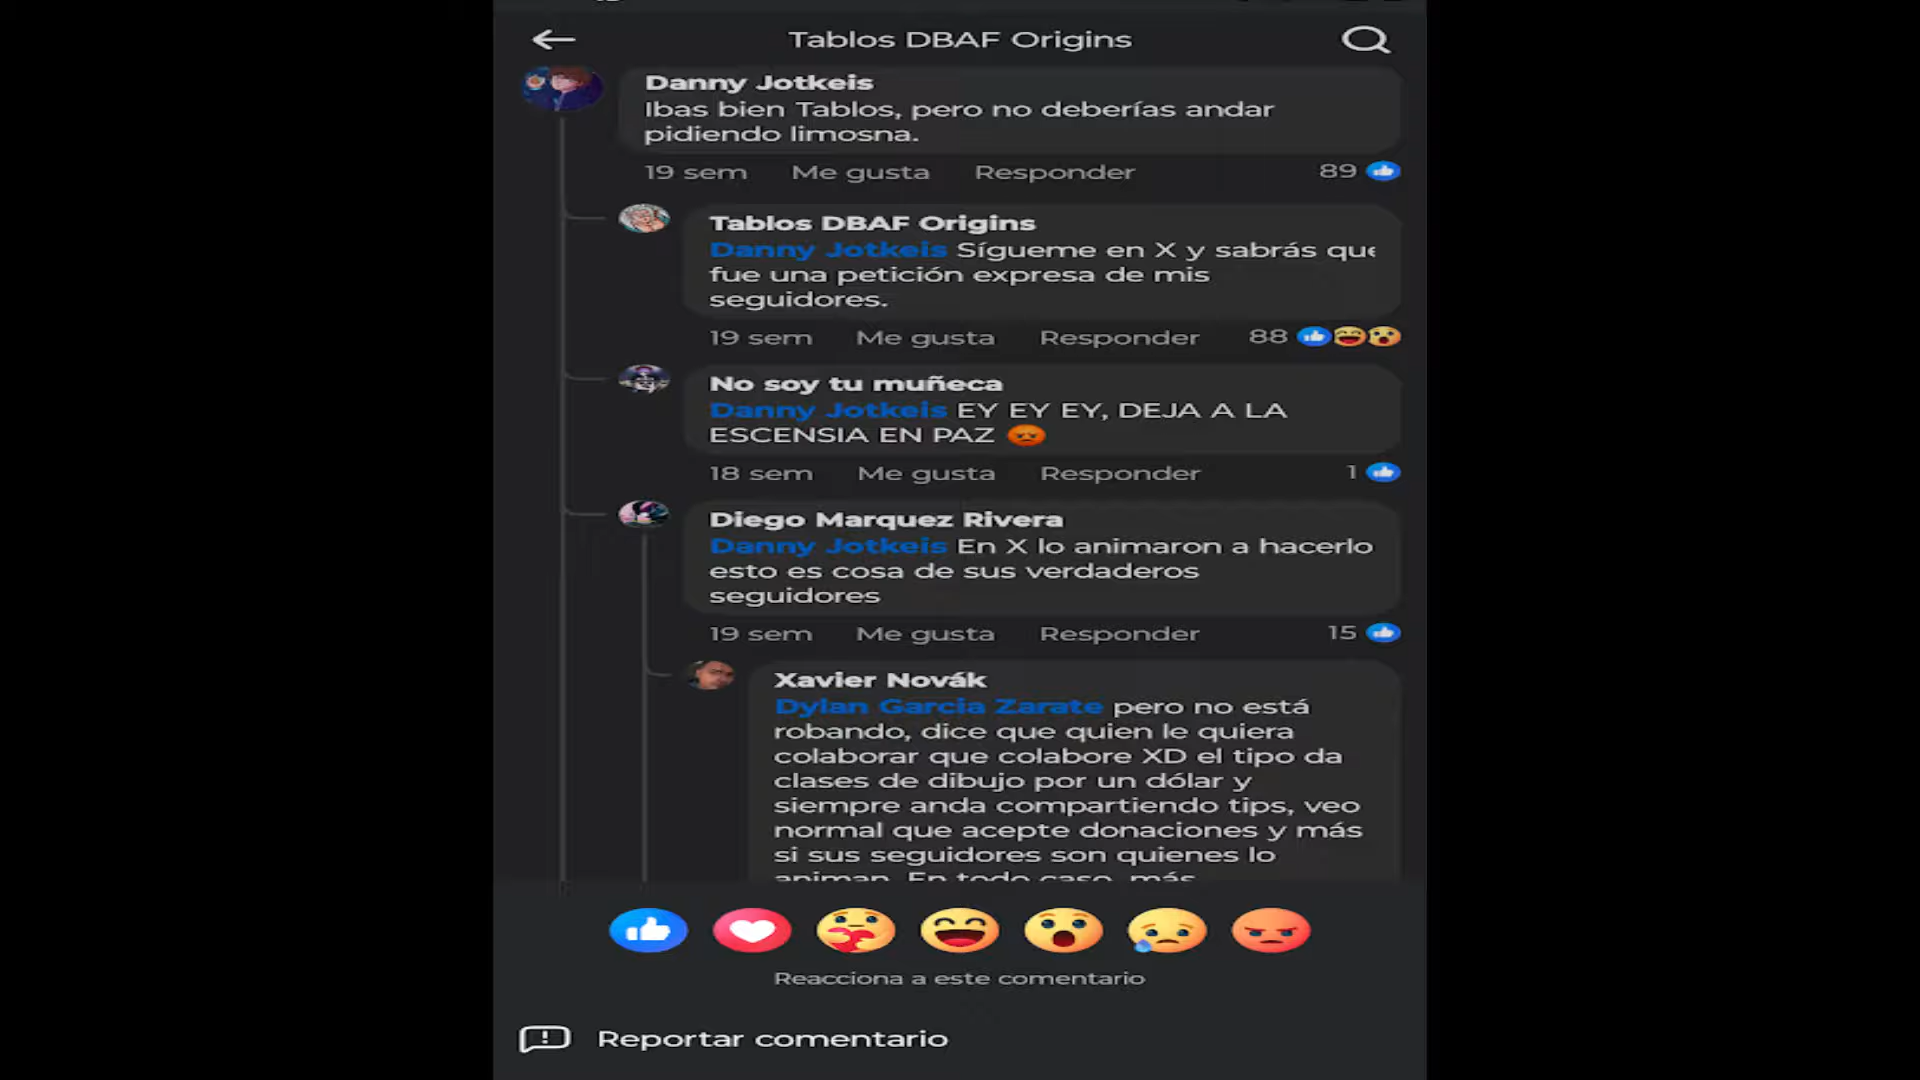 Tablos DBAF Origins
Danny Jotkeis
Ibas bien Tablos, pero no deberías andar
pidiendo limosna.
19 sem Me gusta Responder 89
Tablos DBAF Origins
Danny Jotkeis Sígueme en X y sabrás que
fue una petición expresa de mis
seguidores.
19 sem Me gusta Responder 88
No soy tu muñeca
Danny Jotkeis EY EY EY, DEJA A LA
ESCENSIA EN PAZ 😡
18 sem Me gusta Responder 1
Diego Marquez Rivera
Danny Jotkeis En X lo animaron a hacerlo
esto es cosa de sus verdaderos
seguidores
19 sem Me gusta Responder 15
Xavier Novák
Dylan Garcia Zarate pero no está
robando, dice que quien le quiera
colaborar que colabore XD el tipo da
clases de dibujo por un dólar y
siempre anda compartiendo tips, veo
normal que acepte donaciones y más
si sus seguidores son quienes lo
animan. En todo caso, más
Reacciona a este comentario
Reportar comentario